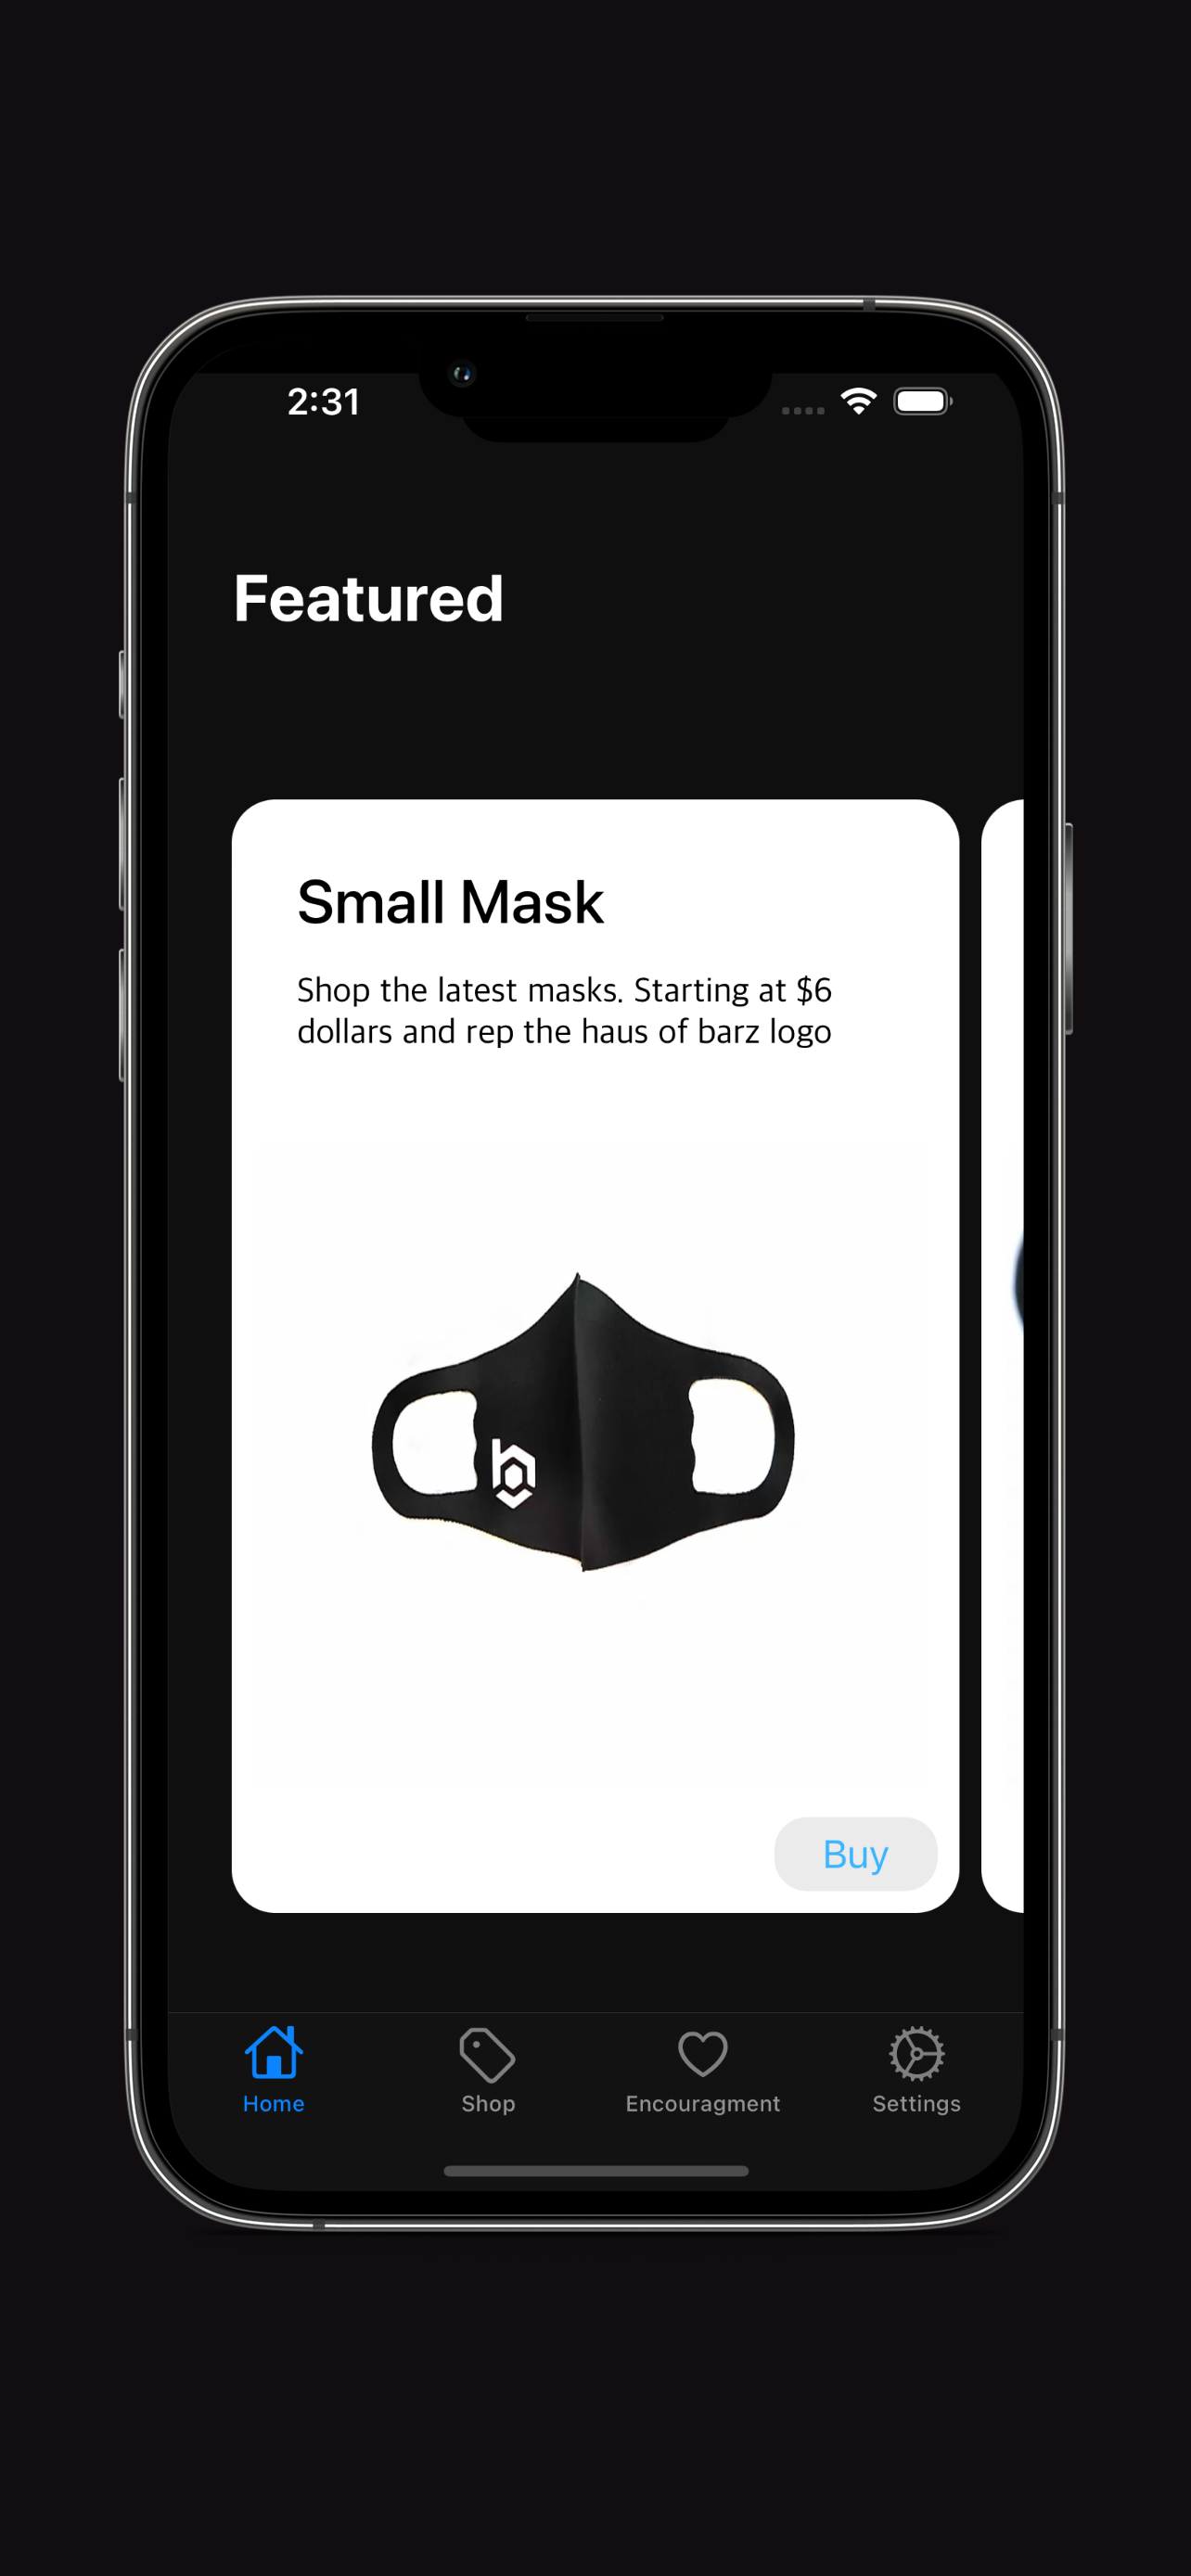 2:31
Featured
Small Mask
Shop the latest masks. Starting at $6
dollars and rep the haus of barz logo
Buy
Home
Shop
Encouragment
Settings